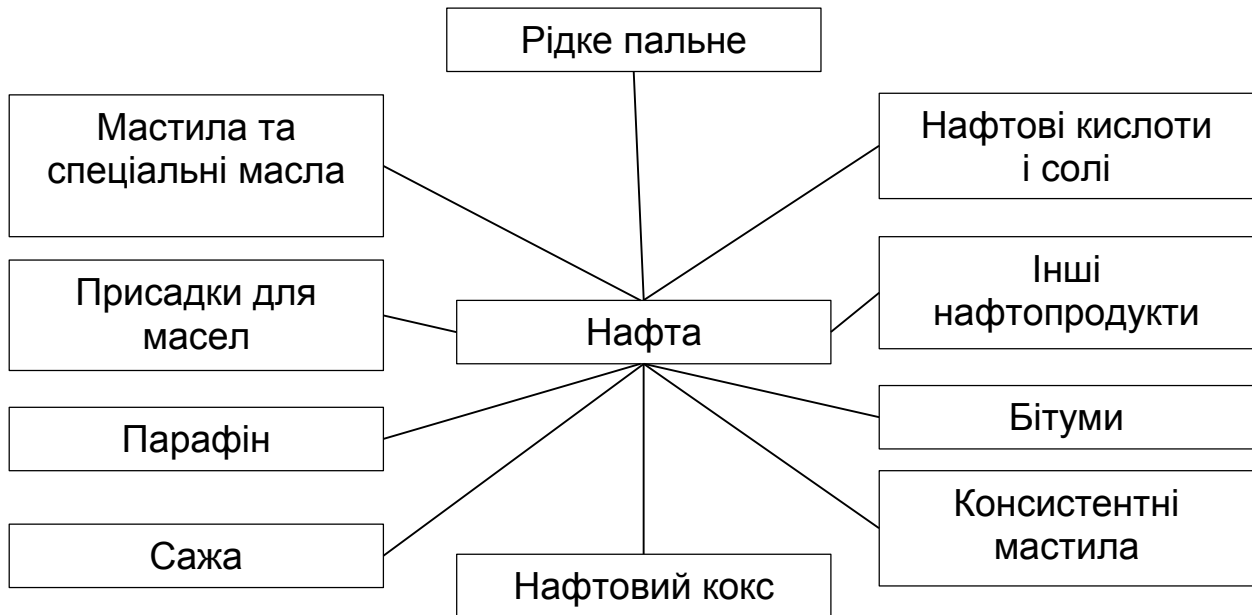 Рідке пальне
Мастила та
спеціальні масла
Нафтові кислоти
і солі
Присадки для
масел
Нафта
Інші
нафтопродукти
Парафін
Бітуми
Сажа
Нафтовий кокс
Консистентні
мастила